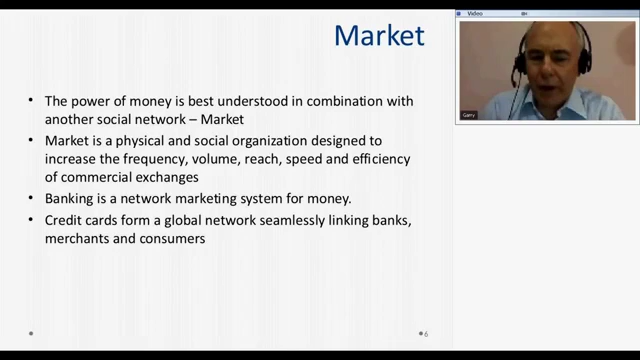 Market
Video
Garry
• The power of money is best understood in combination with
another social network – Market
• Market is a physical and social organization designed to
increase the frequency, volume, reach, speed and efficiency
of commercial exchanges
• Banking is a network marketing system for money.
• Credit cards form a global network seamlessly linking banks,
merchants and consumers
6